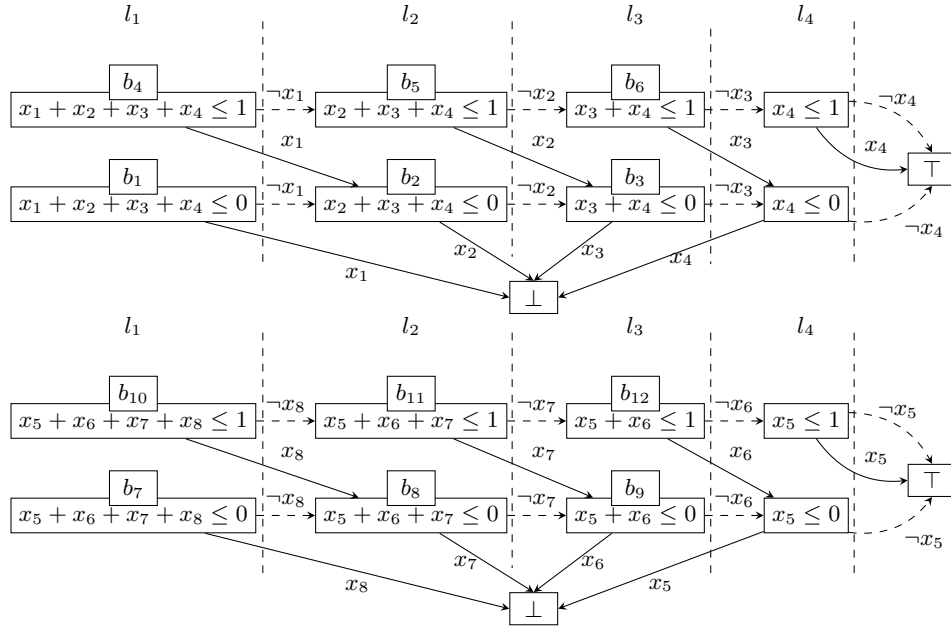 l₁ l₂ l₃ l₄
b₄ b₅ b₆
x₁ + x₂ + x₃ + x₄ ≤ 1 ¬x₁ x₂ + x₃ + x₄ ≤ 1 ¬x₂ x₃ + x₄ ≤ 1 ¬x₃ x₄ ≤ 1 ¬x₄
x₁ x₂ x₃ x₄
⊤
b₁ b₂ b₃
x₁ + x₂ + x₃ + x₄ ≤ 0 ¬x₁ x₂ + x₃ + x₄ ≤ 0 ¬x₂ x₃ + x₄ ≤ 0 ¬x₃ x₄ ≤ 0 ¬x₄
x₁ x₂ x₃ x₄
⊥
l₁ l₂ l₃ l₄
b₁₀ b₁₁ b₁₂
x₅ + x₆ + x₇ + x₈ ≤ 1 ¬x₈ x₅ + x₆ + x₇ ≤ 1 ¬x₇ x₅ + x₆ ≤ 1 ¬x₆ x₅ ≤ 1 ¬x₅
x₈ x₇ x₆ x₅
⊤
b₇ b₈ b₉
x₅ + x₆ + x₇ + x₈ ≤ 0 ¬x₈ x₅ + x₆ + x₇ ≤ 0 ¬x₇ x₅ + x₆ ≤ 0 ¬x₆ x₅ ≤ 0 ¬x₅
x₈ x₇ x₆ x₅
⊥